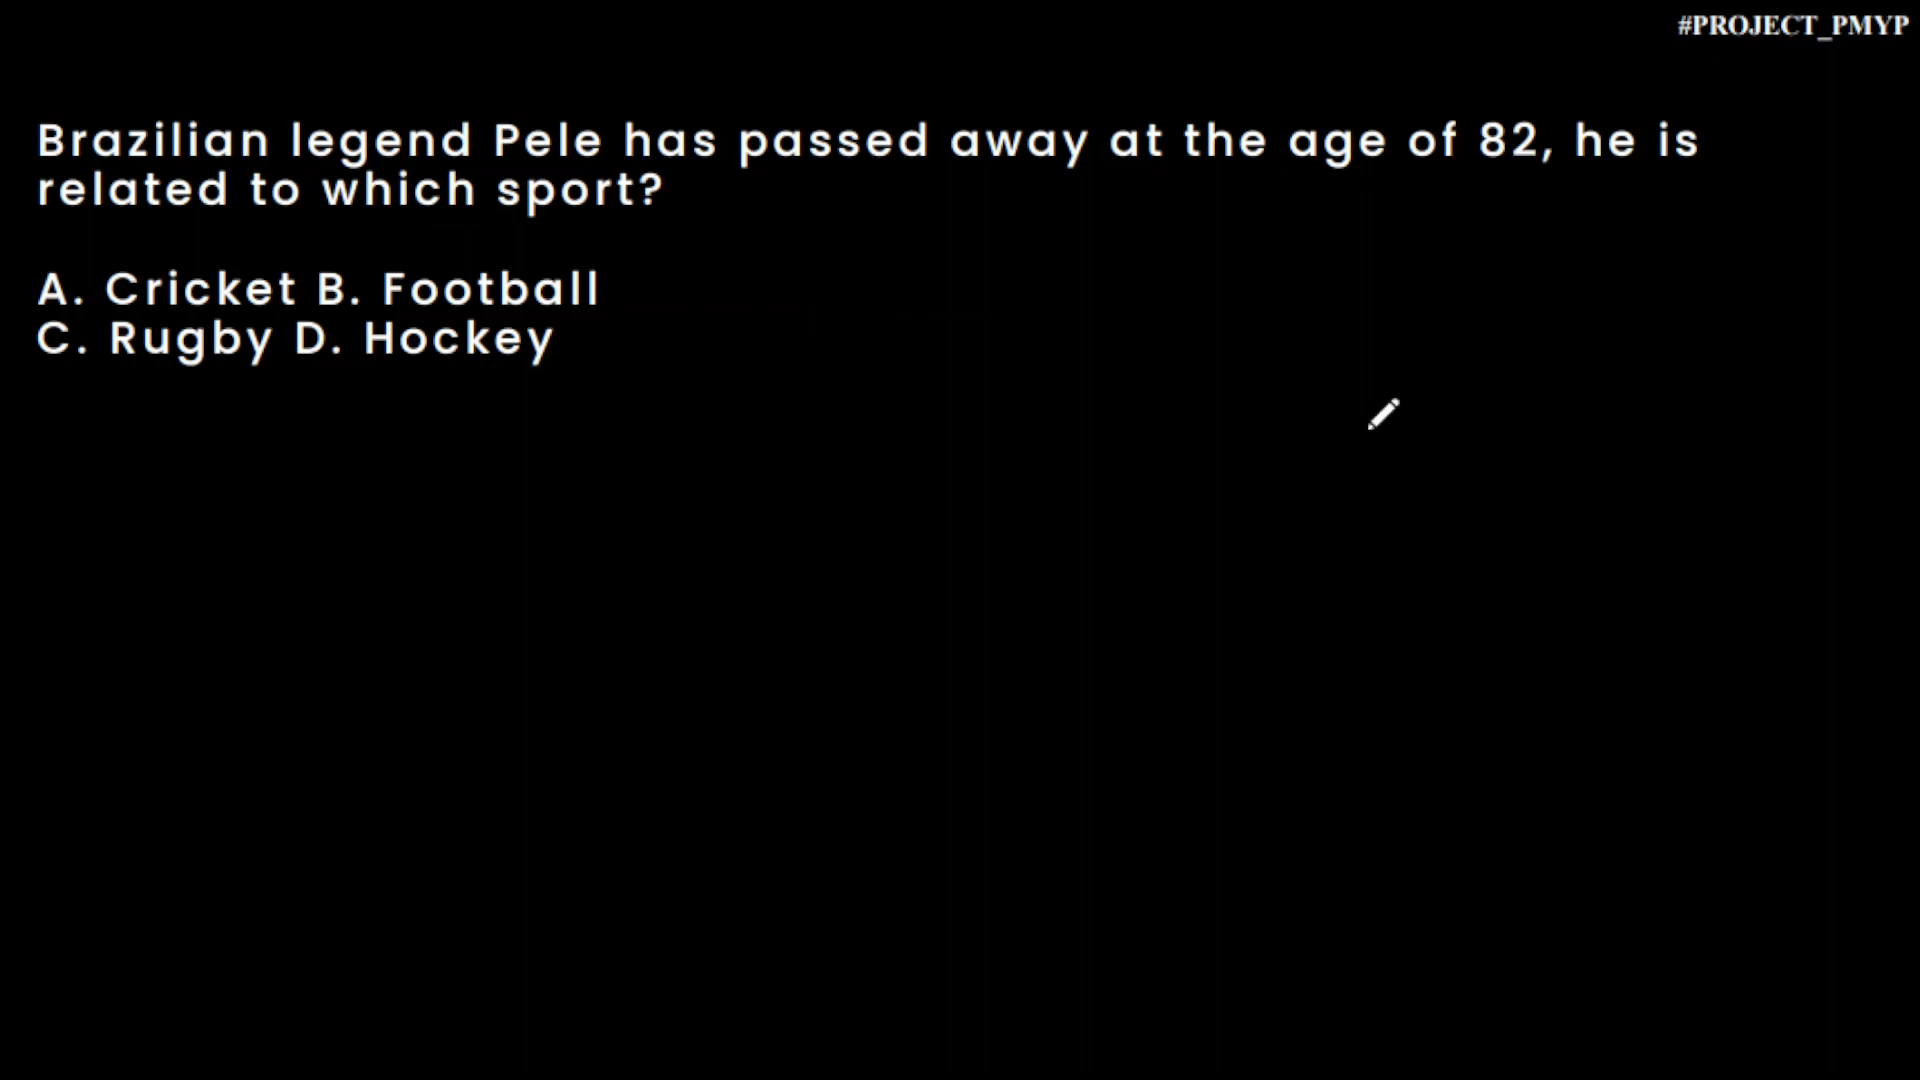 #PROJECT_PMYP
Brazilian legend Pele has passed away at the age of 82, he is
related to which sport?
A. Cricket B. Football
C. Rugby D. Hockey